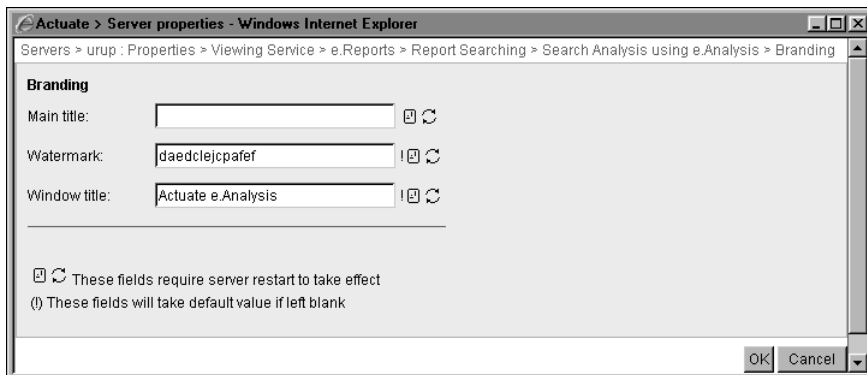 Actuate > Server properties - Windows Internet Explorer
Servers > urup : Properties > Viewing Service > e.Reports > Report Searching > Search Analysis using e.Analysis > Branding
Branding
Main title:
Watermark: daedclejcpafef !
Window title: Actuate e.Analysis !
These fields require server restart to take effect
(!) These fields will take default value if left blank
OK Cancel